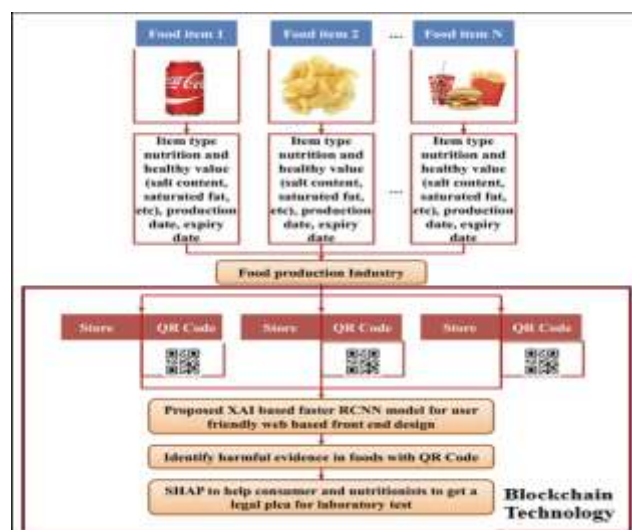 Food item 1
Food item 2
...
Food item N
Coca-Cola
Item type
nutrition and
healthy value
(salt content,
saturated fat,
etc), production
date, expiry
date
Item type
nutrition and
healthy value
(salt content,
saturated fat,
etc), production
date, expiry
date
...
Item type
nutrition and
healthy value
(salt content,
saturated fat,
etc), production
date, expiry
date
Food production Industry
Store
QR Code
Store
QR Code
Store
QR Code
Proposed XAI based faster RCNN model for user
friendly web based front end design
Identify harmful evidence in foods with QR Code
SHAP to help consumer and nutritionists to get a
legal plea for laboratory test
Blockchain
Technology